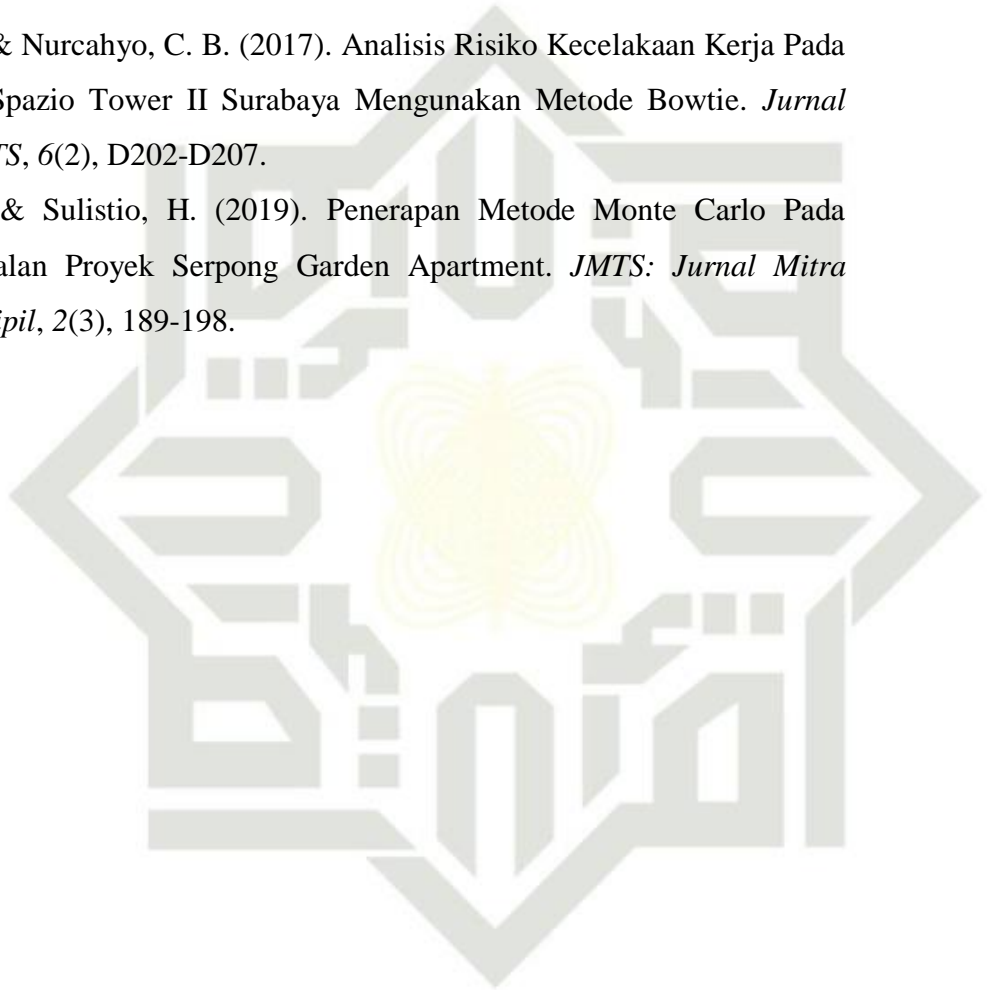 & Nurcahyo, C. B. (2017). Analisis Risiko Kecelakaan Kerja Pada
Spazio Tower II Surabaya Mengunakan Metode Bowtie. Jurnal
TS, 6(2), D202-D207.
& Sulistio, H. (2019). Penerapan Metode Monte Carlo Pada
alan Proyek Serpong Garden Apartment. JMTS: Jurnal Mitra
ipil, 2(3), 189-198.